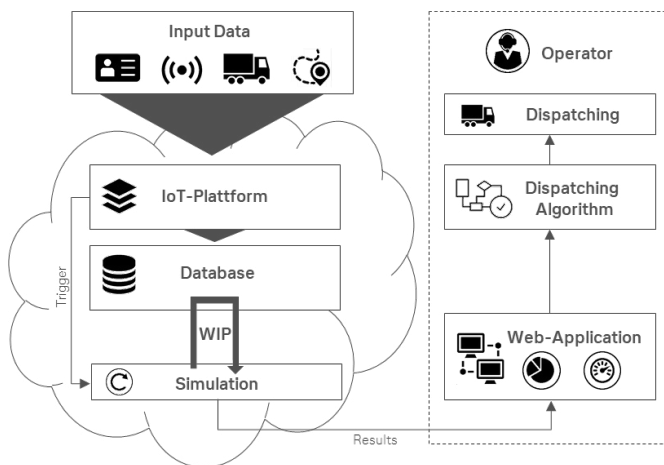 Input Data
IoT-Plattform
Database
Trigger
WIP
Simulation
Results
Operator
Dispatching
Dispatching
Algorithm
Web-Application